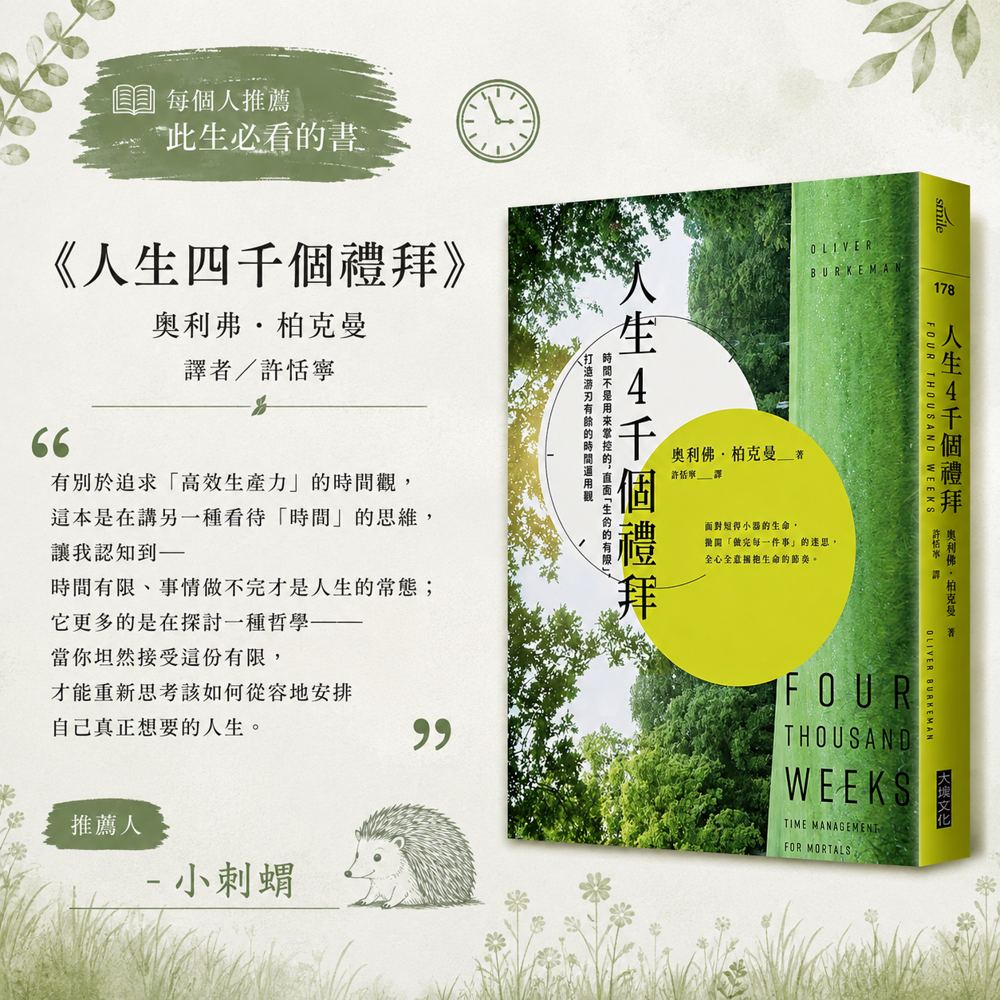 每個人推薦
此生必看的書
《人生四千個禮拜》
奧利弗·柏克曼
譯者／許恬寧
“
有別於追求「高效生產力」的時間觀，
這本是在講另一種看待「時間」的思維，
讓我認知到—
時間有限、事情做不完才是人生的常態；
它更多的是在探討一種哲學——
當你坦然接受這份有限，
才能重新思考該如何從容地安排
自己真正想要的人生。
”
推薦人
- 小刺蝟
OLIVER
BURKEMAN
人生4千個禮拜
時間不是用來掌控的，直面「生命的有限」，
打造游刃有餘的時間運用觀
奧利佛·柏克曼__著
許恬寧__譯
面對短得小器的生命，
拋開「做完每一件事」的迷思，
全心全意擁抱生命的節奏。
FOUR
THOUSAND
WEEKS
TIME MANAGEMENT
FOR MORTALS
smile
178
人生4千個禮拜
FOUR THOUSAND WEEKS
奧利佛·柏克曼 著
許恬寧 譯
OLIVER BURKEMAN
大塊文化